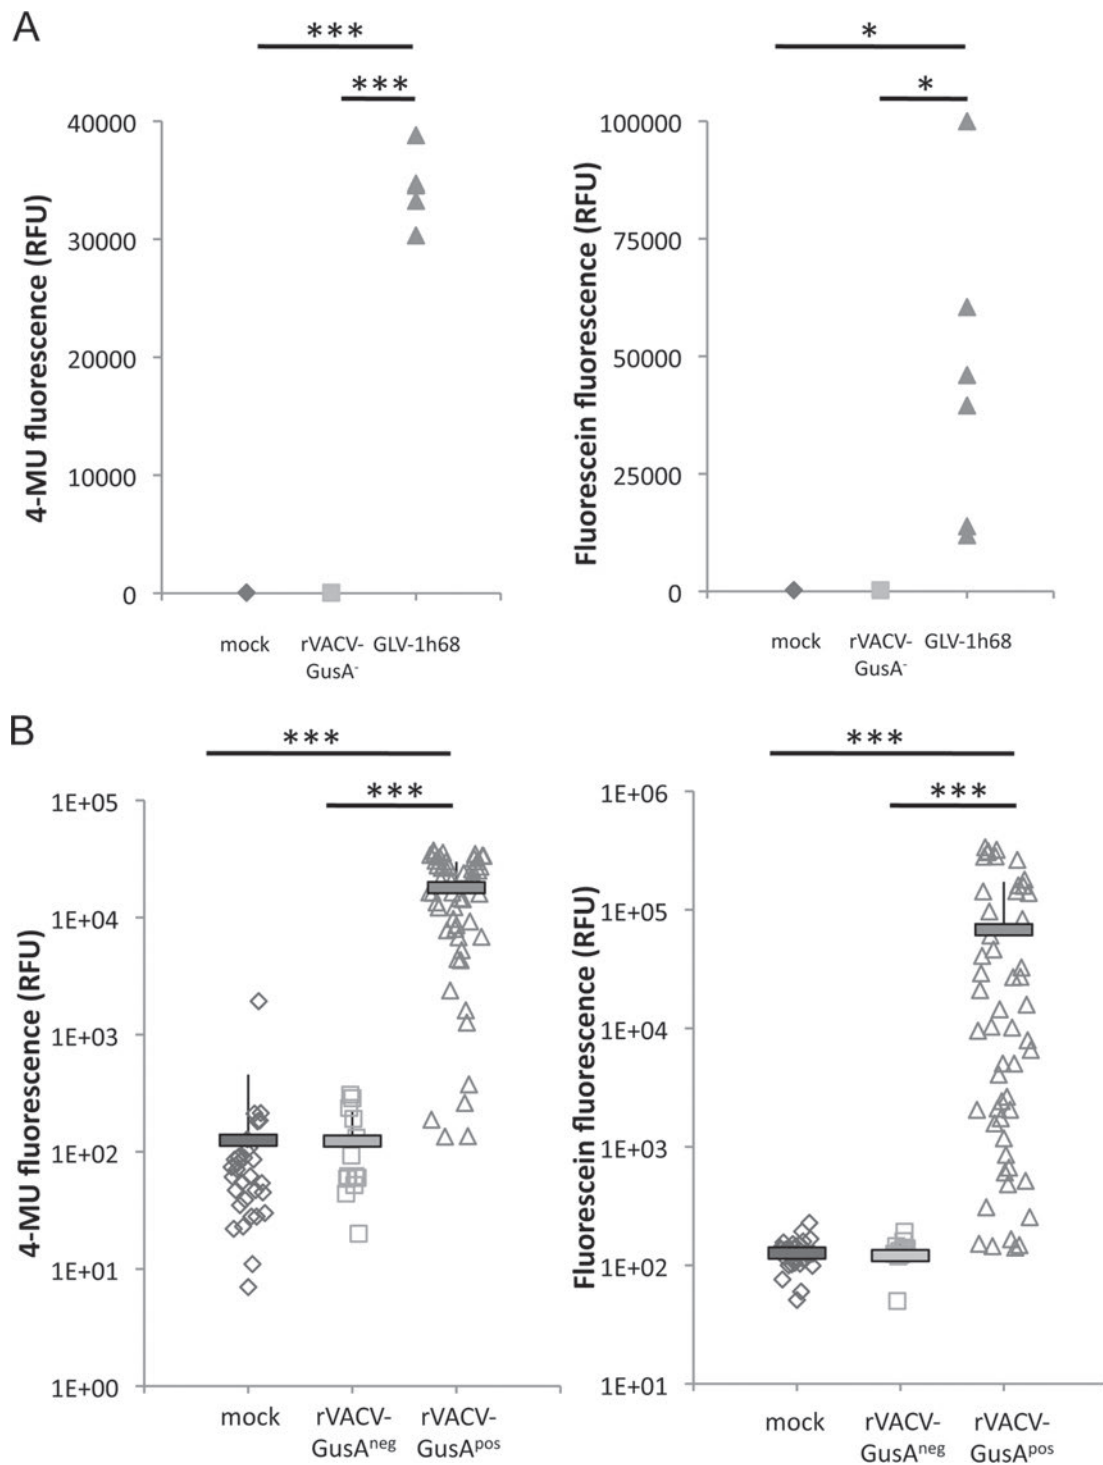 A
***
***
4-MU fluorescence (RFU)
40000
30000
20000
10000
0
mock
rVACV-
GusA-
GLV-1h68
*
*
Fluorescein fluorescence (RFU)
100000
75000
50000
25000
0
mock
rVACV-
GusA-
GLV-1h68
B
***
***
4-MU fluorescence (RFU)
1E+05
1E+04
1E+03
1E+02
1E+01
1E+00
mock
rVACV-
GusAneg
rVACV-
GusApos
***
***
Fluorescein fluorescence (RFU)
1E+06
1E+05
1E+04
1E+03
1E+02
1E+01
mock
rVACV-
GusAneg
rVACV-
GusApos